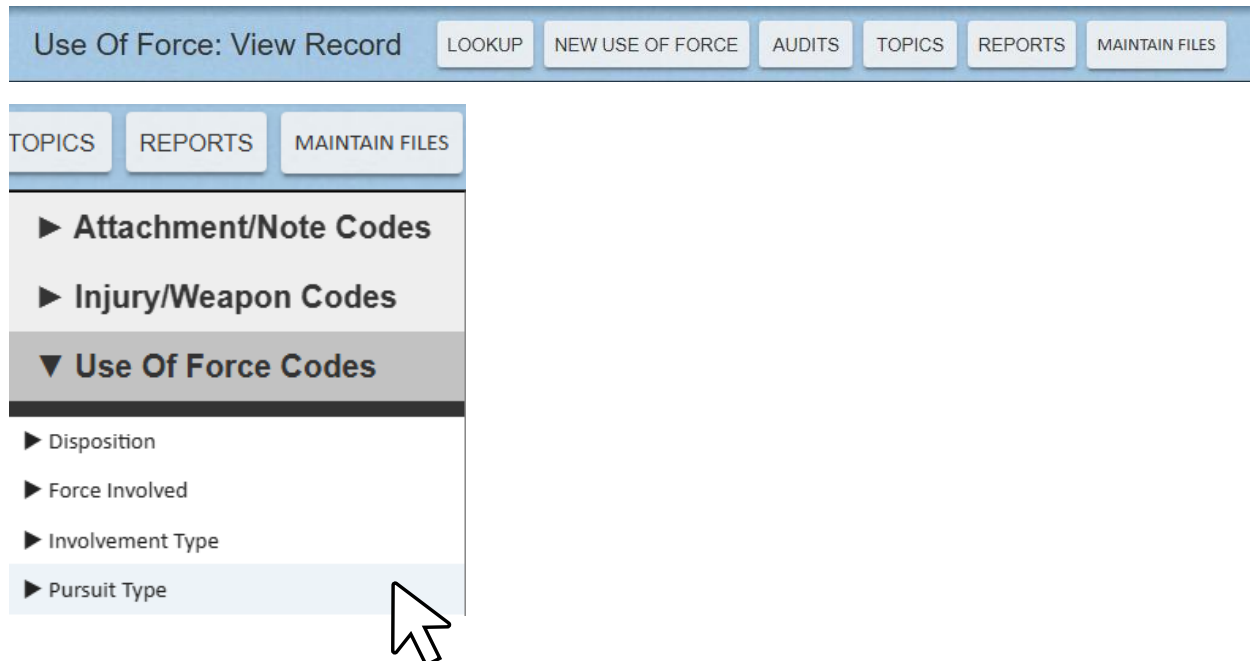 Use Of Force: View Record LOOKUP NEW USE OF FORCE AUDITS TOPICS REPORTS MAINTAIN FILES
TOPICS REPORTS MAINTAIN FILES
► Attachment/Note Codes
► Injury/Weapon Codes
▼ Use Of Force Codes
► Disposition
► Force Involved
► Involvement Type
► Pursuit Type